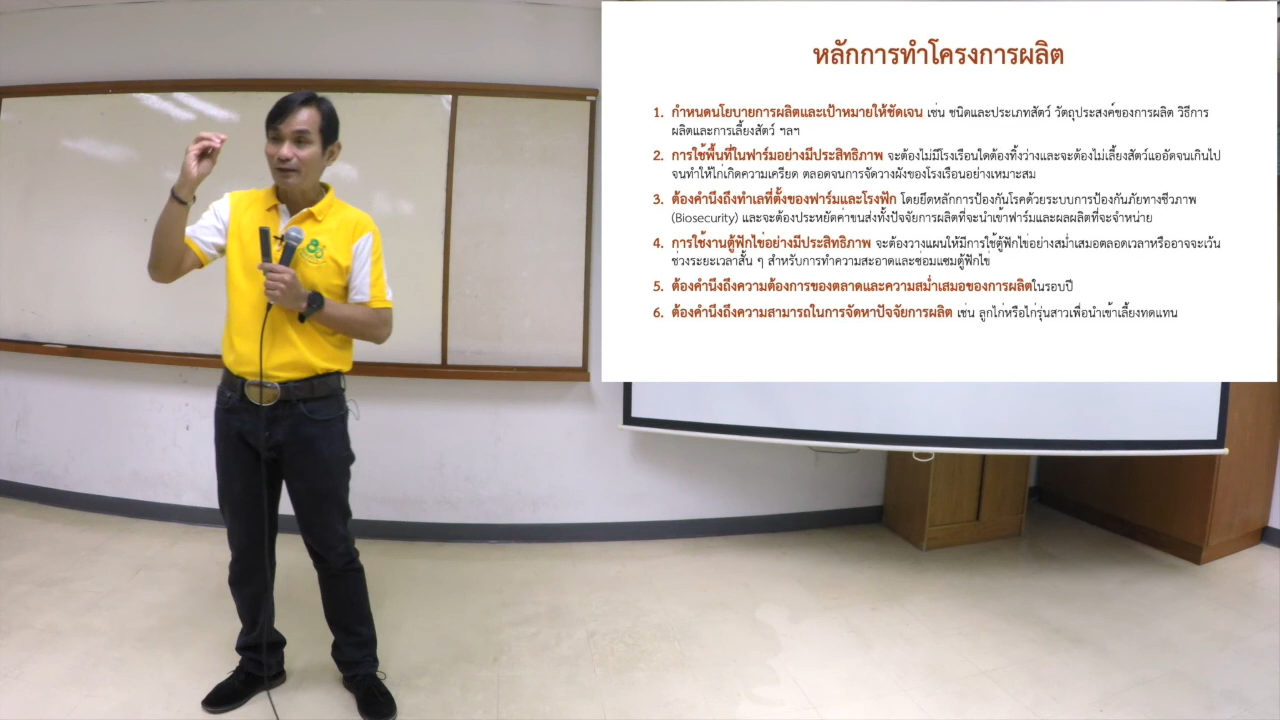 หลักการทำโครงการผลิต
1. กำหนดนโยบายการผลิตและเป้าหมายให้ชัดเจน เช่น ชนิดและประเภทสัตว์ วัตถุประสงค์ของการผลิต วิธีการ
ผลิตและการเลี้ยงสัตว์ ฯลฯ
2. การใช้พื้นที่ในฟาร์มอย่างมีประสิทธิภาพ จะต้องไม่มีโรงเรือนใดต้องทิ้งว่างและจะต้องไม่เลี้ยงสัตว์แออัดจนเกินไป
จนทำให้ไก่เกิดความเครียด ตลอดจนการจัดวางผังของโรงเรือนอย่างเหมาะสม
3. ต้องคำนึงถึงทำเลที่ตั้งของฟาร์มและโรงฟัก โดยยึดหลักการป้องกันโรคด้วยระบบการป้องกันภัยทางชีวภาพ
(Biosecurity) และจะต้องประหยัดค่าขนส่งทั้งปัจจัยการผลิตที่จะนำเข้าฟาร์มและผลผลิตที่จะจำหน่าย
4. การใช้งานตู้ฟักไข่อย่างมีประสิทธิภาพ จะต้องวางแผนให้มีการใช้ตู้ฟักไข่อย่างสม่ำเสมอตลอดเวลาหรืออาจจะเว้น
ช่วงระยะเวลาสั้น ๆ สำหรับการทำความสะอาดและซ่อมแซมตู้ฟักไข่
5. ต้องคำนึงถึงความต้องการของตลาดและความสม่ำเสมอของการผลิตในรอบปี
6. ต้องคำนึงถึงความสามารถในการจัดหาปัจจัยการผลิต เช่น ลูกไก่หรือไก่รุ่นสาวเพื่อนำเข้าเลี้ยงทดแทน